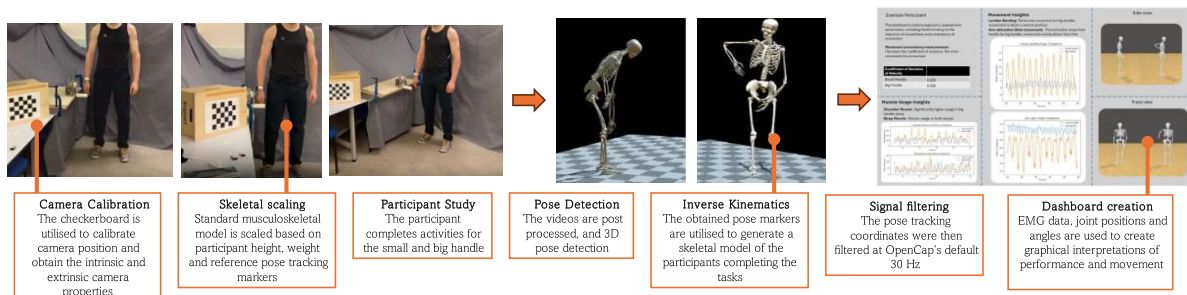 Camera Calibration
The checkerboard is
utilised to calibrate
camera position and
obtain the intrinsic and
extrinsic camera
properties
Skeletal scaling
Standard musculoskeletal
model is scaled based on
participant height, weight
and reference pose tracking
markers
Participant Study
The participant
completes activities for
the small and big handle
Pose Detection
The videos are post
processed, and 3D
pose detection
Inverse Kinematics
The obtained pose markers
are utilised to generate a
skeletal model of the
participants completing the
tasks
Signal filtering
The pose tracking
coordinates were then
filtered at OpenCap's default
30 Hz
Dashboard creation
EMG data, joint positions and
angles are used to create
graphical interpretations of
performance and movement
Example Participant
Movement Insights
Muscle Usage Insights
Side view
Front view